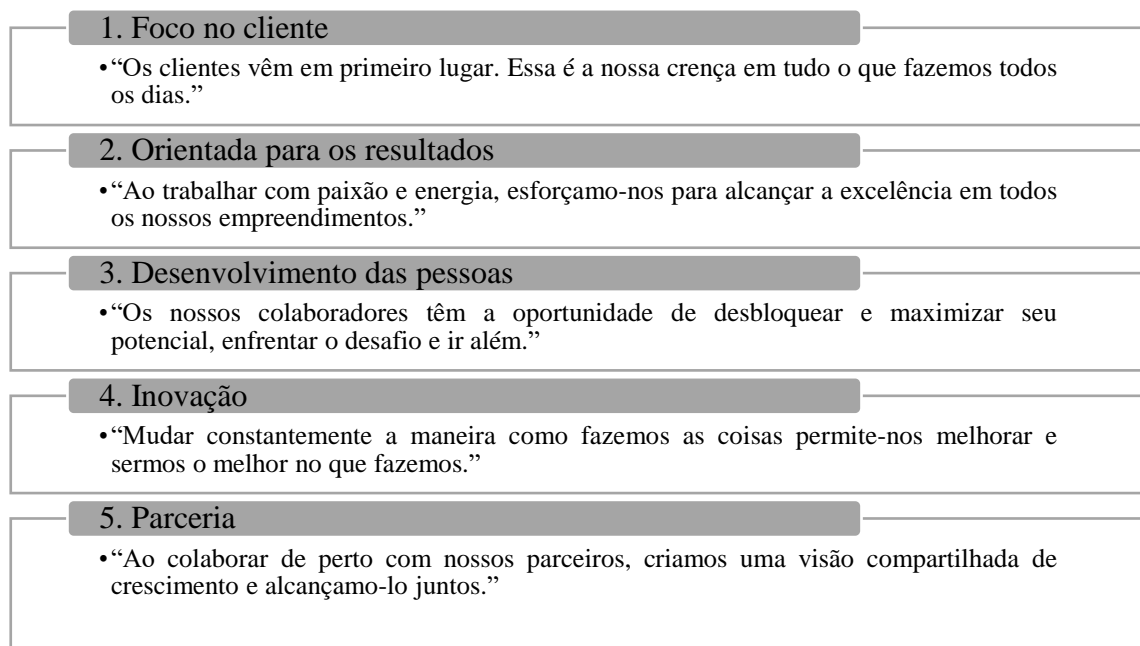 1. Foco no cliente
•“Os clientes vêm em primeiro lugar. Essa é a nossa crença em tudo o que fazemos todos
os dias.”
2. Orientada para os resultados
•“Ao trabalhar com paixão e energia, esforçamo-nos para alcançar a excelência em todos
os nossos empreendimentos.”
3. Desenvolvimento das pessoas
•“Os nossos colaboradores têm a oportunidade de desbloquear e maximizar seu
potencial, enfrentar o desafio e ir além.”
4. Inovação
•“Mudar constantemente a maneira como fazemos as coisas permite-nos melhorar e
sermos o melhor no que fazemos.”
5. Parceria
•“Ao colaborar de perto com nossos parceiros, criamos uma visão compartilhada de
crescimento e alcançamo-lo juntos.”